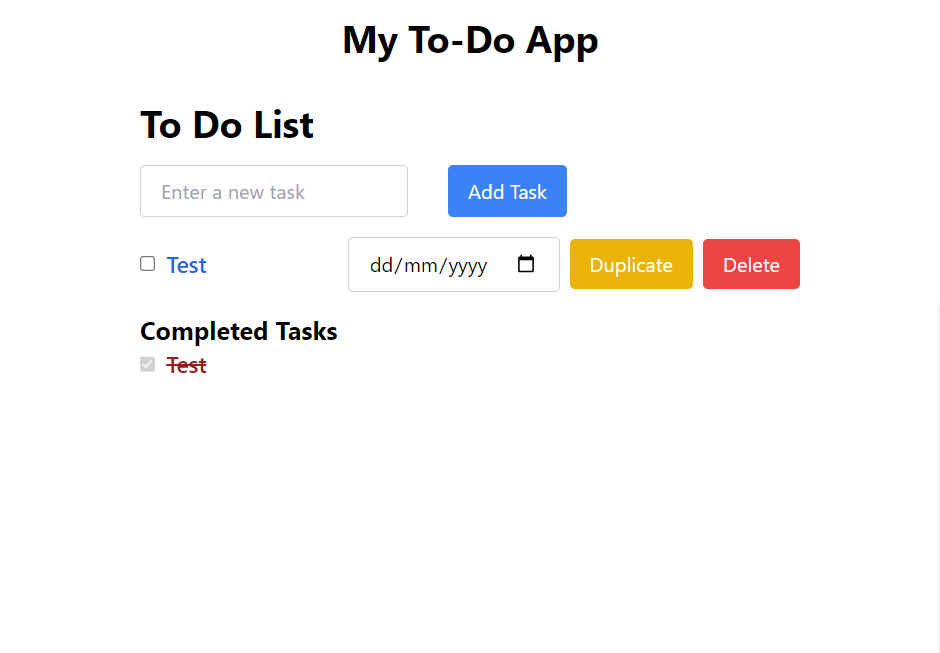 My To-Do App
To Do List
Enter a new task Add Task
Test dd/mm/yyyy Duplicate Delete
Completed Tasks
Test